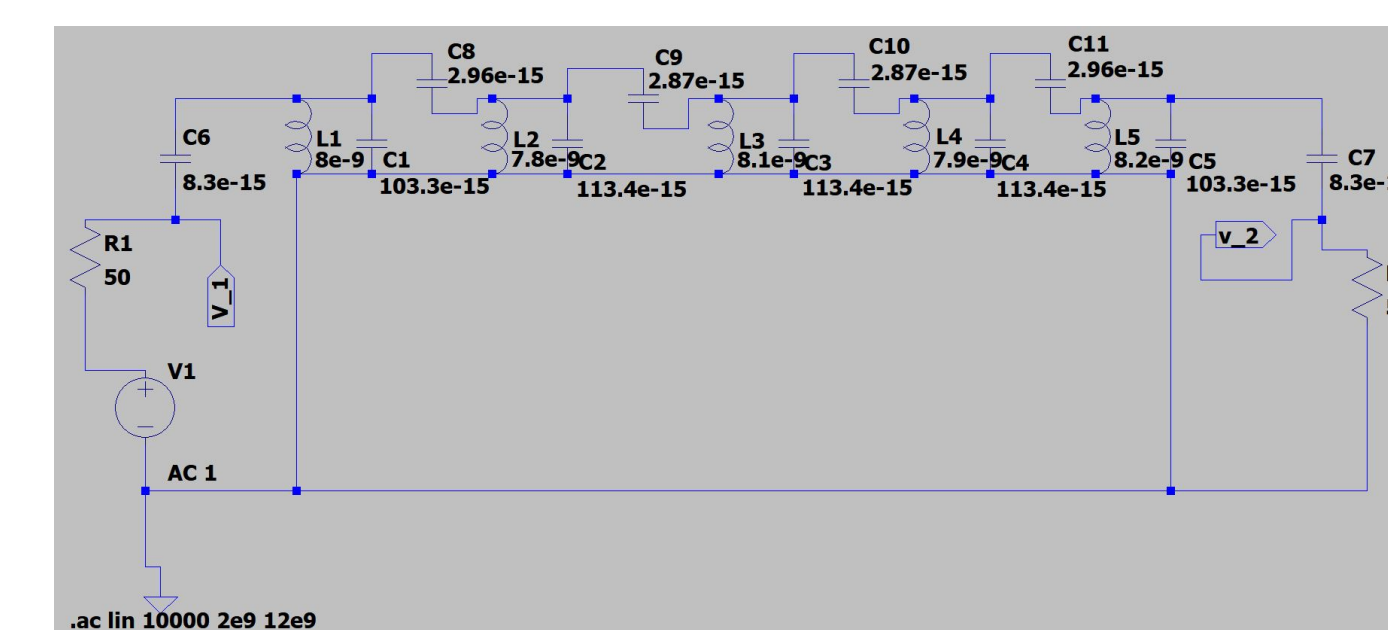 C8
2.96e-15
C9
2.87e-15
C10
2.87e-15
C11
2.96e-15
C6
8.3e-15
L1
8e-9
C1
103.3e-15
L2
7.8e-9
C2
113.4e-15
L3
8.1e-9
C3
113.4e-15
L4
7.9e-9
C4
113.4e-15
L5
8.2e-9
C5
103.3e-15
C7
8.3e-
R1
50
V_1
v_2
V1
AC 1
.ac lin 10000 2e9 12e9